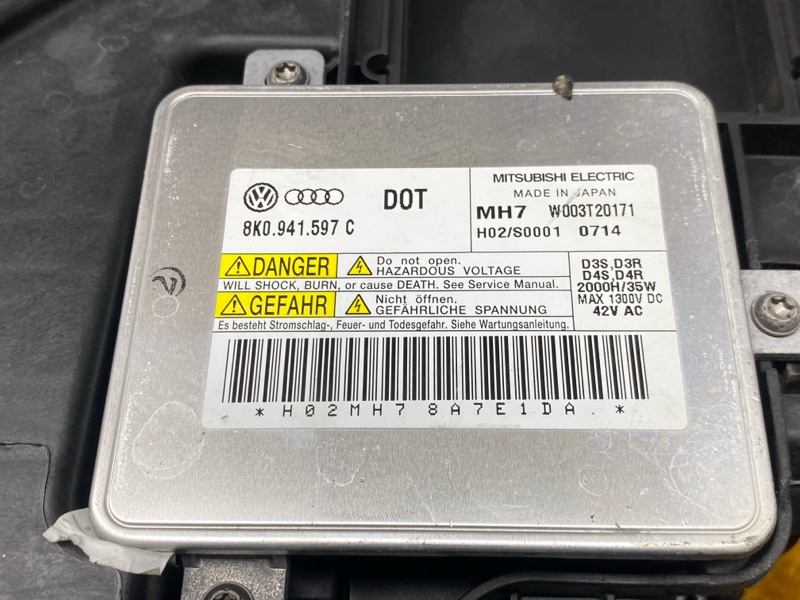 DOT
8K0.941.597 C
MITSUBISHI ELECTRIC
MADE IN JAPAN
MH7 W003T20171
H02/S0001 0714
DANGER Do not open.
HAZARDOUS VOLTAGE
WILL SHOCK, BURN, or cause DEATH. See Service Manual.
GEFAHR Nicht öffnen.
GEFÄHRLICHE SPANNUNG
Es besteht Stromschlag-, Feuer- und Todesgefahr. Siehe Wartungsanleitung.
D3S,D3R
D4S,D4R
2000H/35W
MAX 1300V DC
42V AC
*H02MH78A7E1DA.*